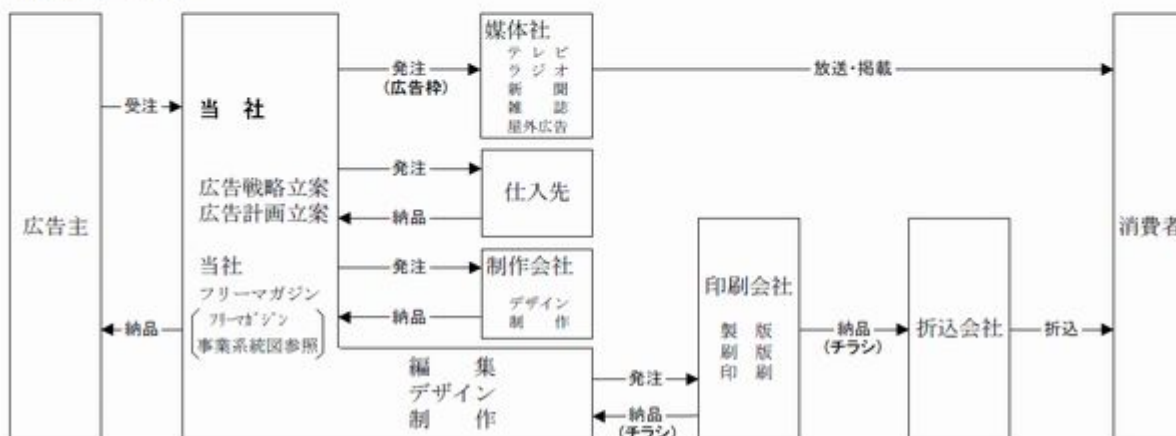 広告主
受注
納品
当 社
広告戦略立案
広告計画立案
当社
フリーマガジン
フリーマガジン
事業系統図参照
編 集
デザイン
制 作
発注
(広告枠)
媒体社
テ レ ビ
ラ ジ オ
新 聞
雑 誌
屋外広告
放送・掲載
発注
納品
仕入先
発注
納品
制作会社
デザイン
制 作
発注
納品
(チラシ)
印刷会社
製 版
刷 版
印 刷
納品
(チラシ)
折込会社
折込
消費者